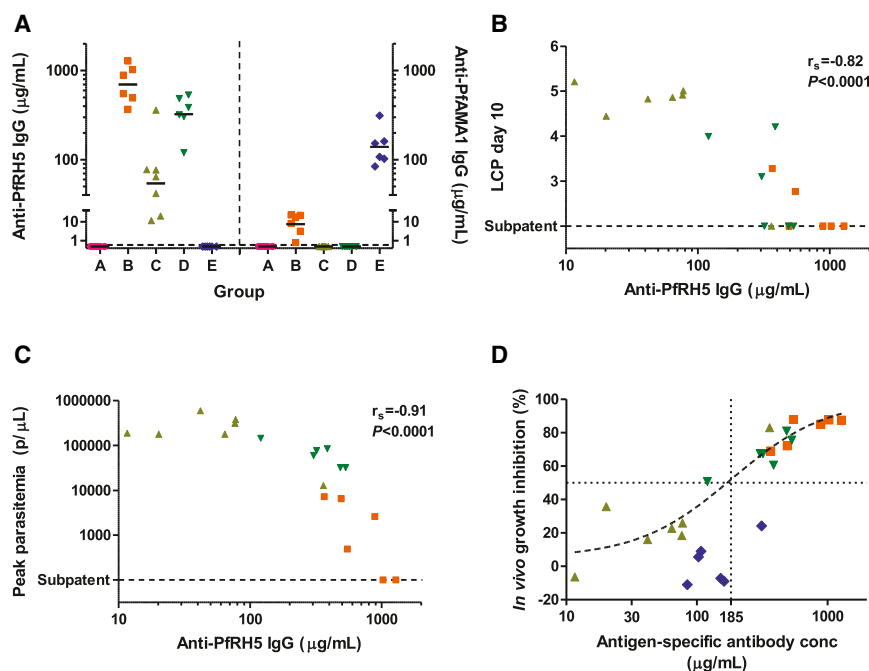 A
Anti-PfRH5 IgG (μg/mL)
1000
100
10
1
1000
100
10
1
Anti-PfAMA1 IgG (μg/mL)
A B C D E A B C D E
Group
B
LCP day 10
6
5
4
3
Subpatent
r_s=-0.82
P<0.0001
10 100 1000
Anti-PfRH5 IgG (μg/mL)
C
Peak parasitemia (p/μL)
1000000
100000
10000
1000
Subpatent
r_s=-0.91
P<0.0001
10 100 1000
Anti-PfRH5 IgG (μg/mL)
D
In vivo growth inhibition (%)
100
80
60
40
20
0
-20
10 30 100 185 1000
Antigen-specific antibody conc
(μg/mL)